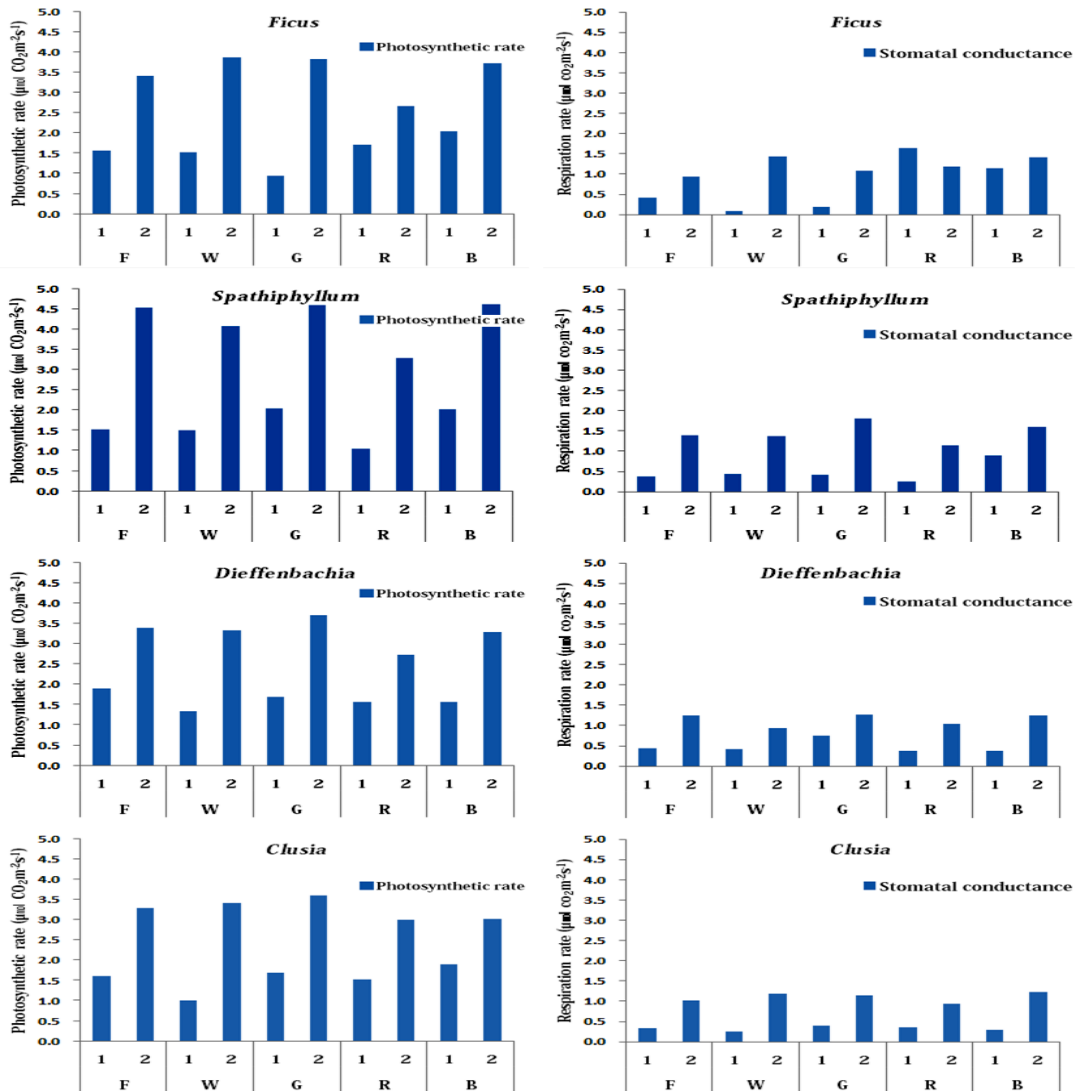 Ficus
Photosynthetic rate
Photosynthetic rate (μmol CO₂m⁻²s⁻¹)
5.0
4.5
4.0
3.5
3.0
2.5
2.0
1.5
1.0
0.5
0.0
1 2 1 2 1 2 1 2 1 2
F W G R B
Ficus
Stomatal conductance
Respiration rate (μmol co₂m⁻²s⁻¹)
5.0
4.5
4.0
3.5
3.0
2.5
2.0
1.5
1.0
0.5
0.0
1 2 1 2 1 2 1 2 1 2
F W G R B
Spathiphyllum
Photosynthetic rate
Photosynthetic rate (μmol CO₂m⁻²s⁻¹)
5.0
4.5
4.0
3.5
3.0
2.5
2.0
1.5
1.0
0.5
0.0
1 2 1 2 1 2 1 2 1 2
F W G R B
Spathiphyllum
Stomatal conductance
Respiration rate (μmol co₂m⁻²s⁻¹)
5.0
4.5
4.0
3.5
3.0
2.5
2.0
1.5
1.0
0.5
0.0
1 2 1 2 1 2 1 2 1 2
F W G R B
Dieffenbachia
Photosynthetic rate
Photosynthetic rate (μmol CO₂m⁻²s⁻¹)
5.0
4.5
4.0
3.5
3.0
2.5
2.0
1.5
1.0
0.5
0.0
1 2 1 2 1 2 1 2 1 2
F W G R B
Dieffenbachia
Stomatal conductance
Respiration rate (μmol co₂m⁻²s⁻¹)
5.0
4.5
4.0
3.5
3.0
2.5
2.0
1.5
1.0
0.5
0.0
1 2 1 2 1 2 1 2 1 2
F W G R B
Clusia
Photosynthetic rate
Photosynthetic rate (μmol CO₂m⁻²s⁻¹)
5.0
4.5
4.0
3.5
3.0
2.5
2.0
1.5
1.0
0.5
0.0
1 2 1 2 1 2 1 2 1 2
F W G R B
Clusia
Stomatal conductance
Respiration rate (μmol co₂m⁻²s⁻¹)
5.0
4.5
4.0
3.5
3.0
2.5
2.0
1.5
1.0
0.5
0.0
1 2 1 2 1 2 1 2 1 2
F W G R B